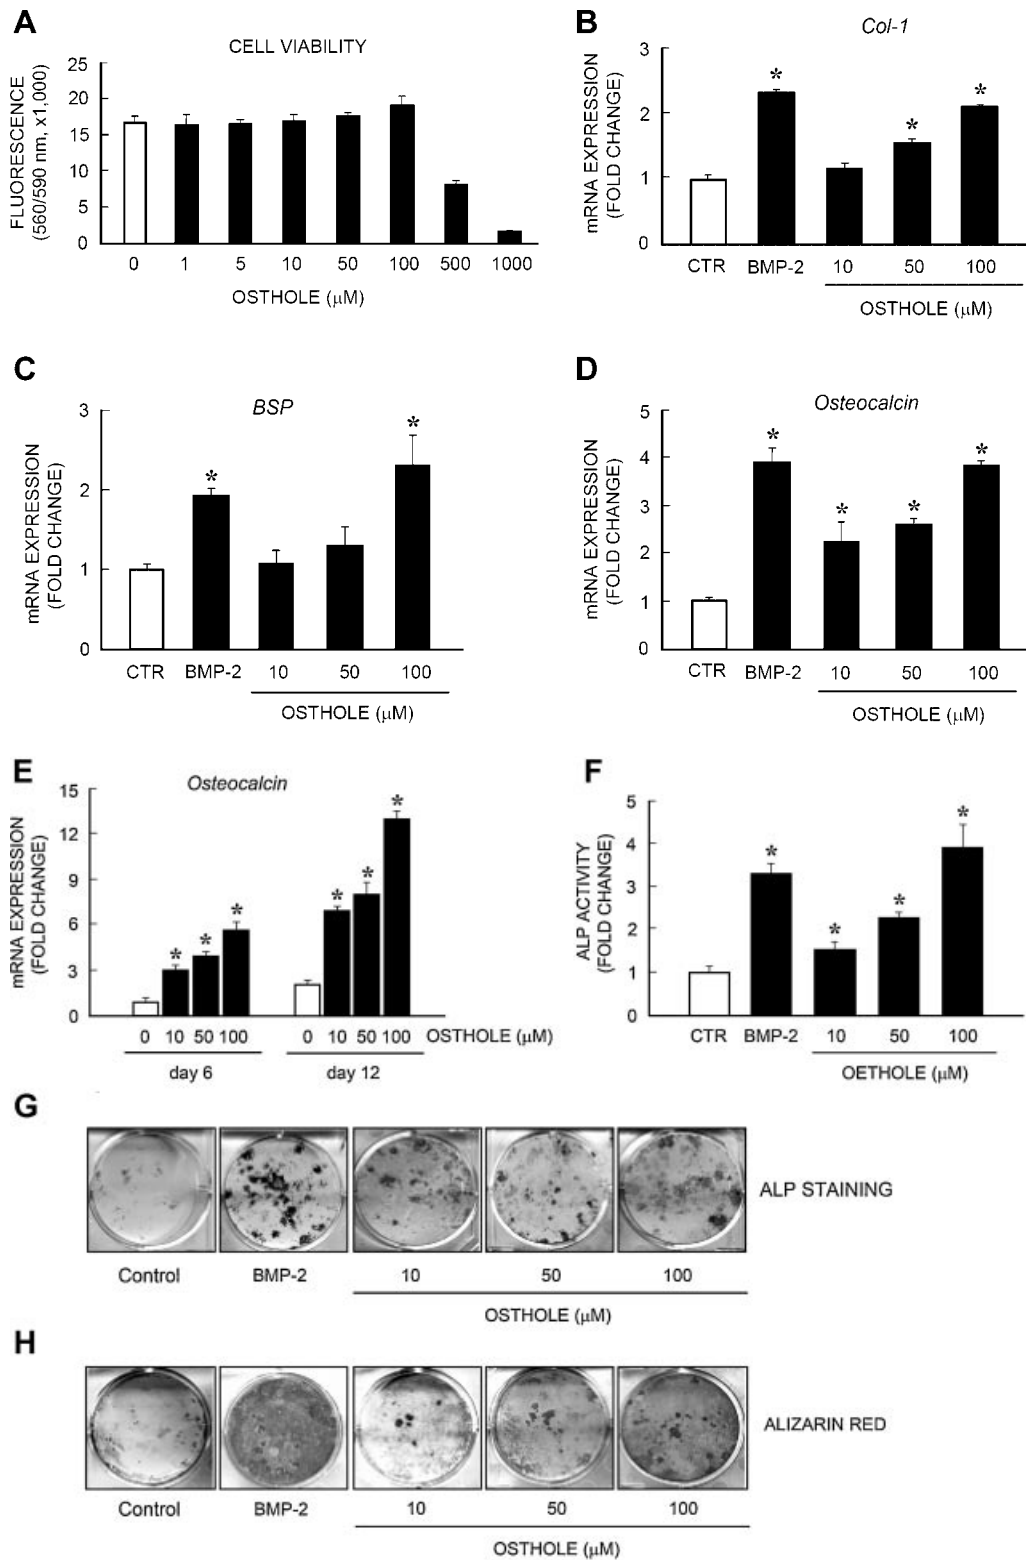 A
CELL VIABILITY
FLUORESCENCE
(560/590 nm, x1,000)
25
20
15
10
5
0
0 1 5 10 50 100 500 1000
OSTHOLE (µM)
B
Col-1
mRNA EXPRESSION
(FOLD CHANGE)
3
2
1
0
* * *
CTR BMP-2 10 50 100
OSTHOLE (µM)
C
BSP
mRNA EXPRESSION
(FOLD CHANGE)
3
2
1
0
* *
CTR BMP-2 10 50 100
OSTHOLE (µM)
D
Osteocalcin
mRNA EXPRESSION
(FOLD CHANGE)
5
4
3
2
1
0
* * * *
CTR BMP-2 10 50 100
OSTHOLE (µM)
E
Osteocalcin
mRNA EXPRESSION
(FOLD CHANGE)
15
12
9
6
3
0
* * * * * *
0 10 50 100 0 10 50 100 OSTHOLE (µM)
day 6 day 12
F
ALP ACTIVITY
(FOLD CHANGE)
5
4
3
2
1
0
* * * *
CTR BMP-2 10 50 100
OETHOLE (µM)
G
ALP STAINING
Control BMP-2 10 50 100
OSTHOLE (µM)
H
ALIZARIN RED
Control BMP-2 10 50 100
OSTHOLE (µM)